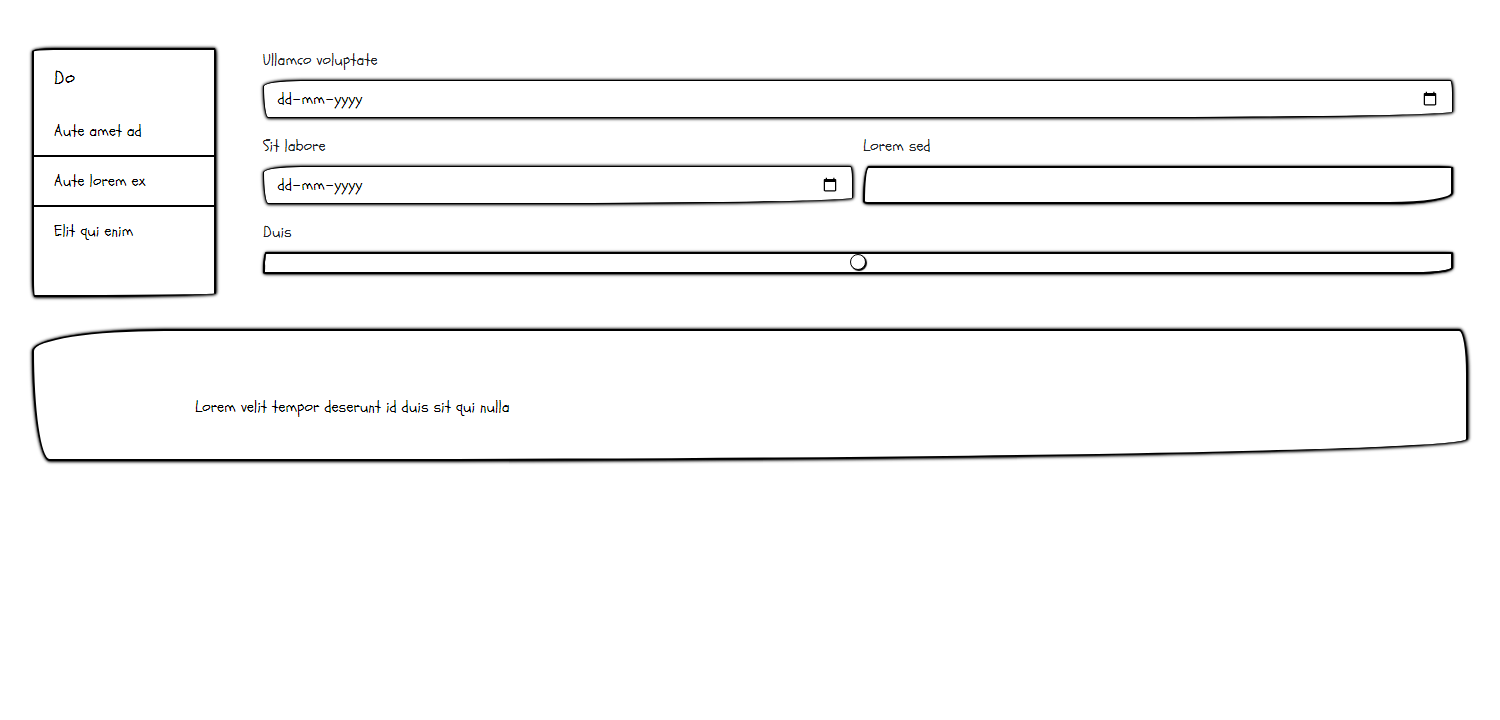 Do
Aute amet ad
Aute lorem ex
Elit qui enim
Ullamco voluptate
dd-mm-yyyy
Sit labore
dd-mm-yyyy
Lorem sed
Duis
Lorem velit tempor deserunt id duis sit qui nulla